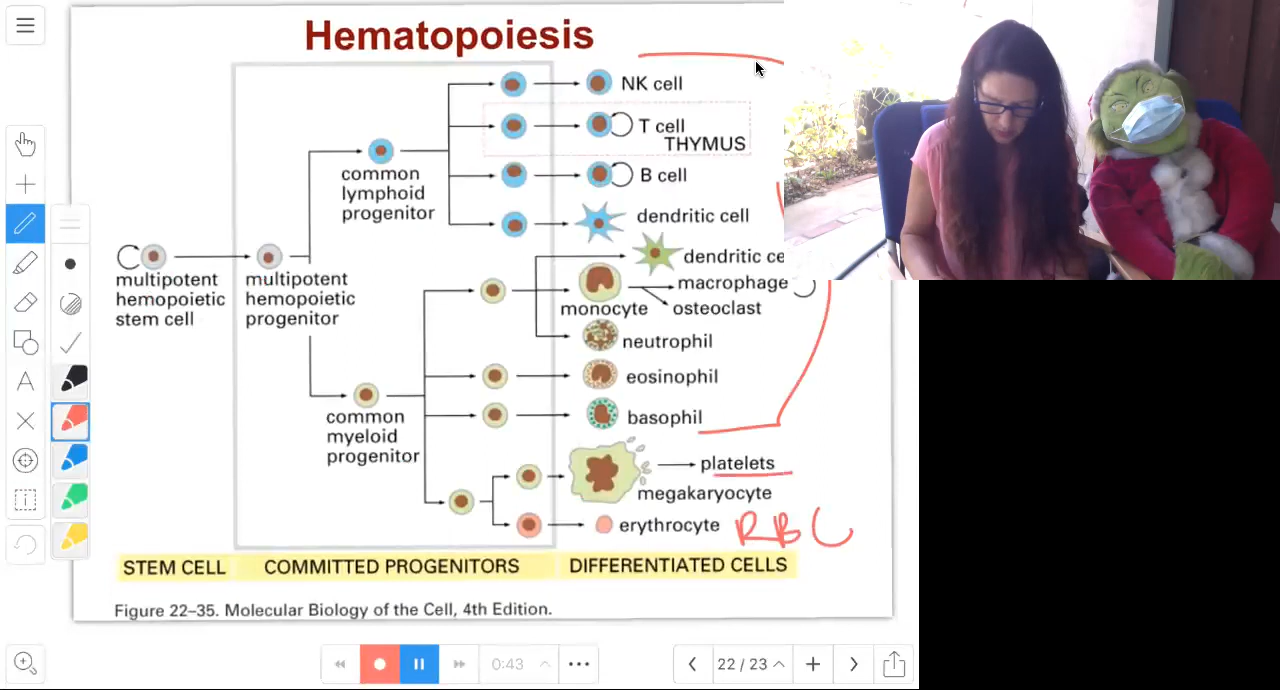 Hematopoiesis
NK cell
T cell
THYMUS
common
lymphoid
progenitor
B cell
dendritic cell
multipotent
hemopoietic
stem cell
multipotent
hemopoietic
progenitor
dendritic ce
macrophage
monocyte
osteoclast
neutrophil
eosinophil
common
myeloid
progenitor
basophil
platelets
megakaryocyte
erythrocyte RBC
STEM CELL COMMITTED PROGENITORS DIFFERENTIATED CELLS
Figure 22–35. Molecular Biology of the Cell, 4th Edition.
A
0:43
22 / 23